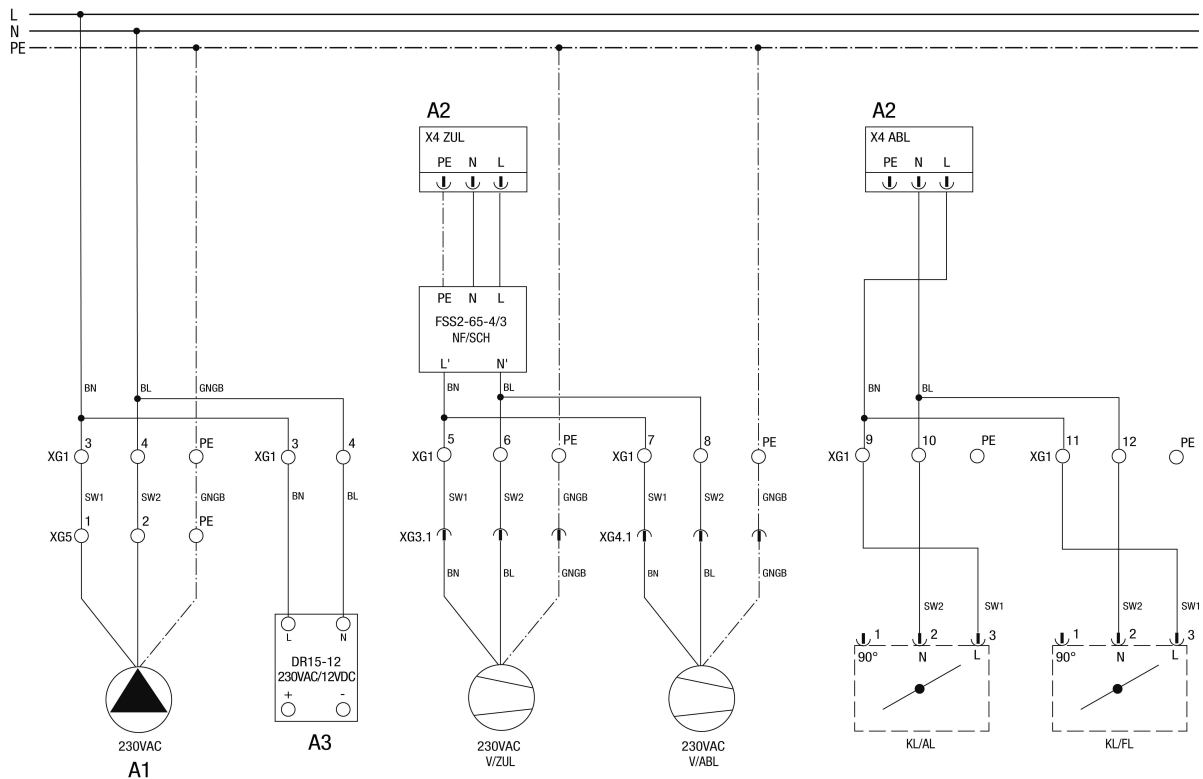 L
N
PE
A2
A2
X4 ZUL
X4 ABL
PE N L
PE N L
PE N L
FSS2-65-4/3
NF/SCH
L' N'
BN BL GNGB
BN BL
BN BL
3 4 PE 3 4
5 6 PE 7 8 PE
9 10 PE 11 12 PE
XG1 XG1 XG1 XG1 XG1 XG1
SW1 SW2 GNGB BN BL
SW1 SW2 GNGB SW1 SW2 GNGB
1 2 PE
XG5 XG3.1 XG4.1
BN BL GNGB BN BL GNGB
SW2 SW1 SW2 SW1
L N
DR15-12
230VAC/12VDC
+ -
1 2 3
90° N L
1 2 3
90° N L
230VAC
A1
A3
230VAC
V/ZUL
230VAC
V/ABL
KL/AL
KL/FL